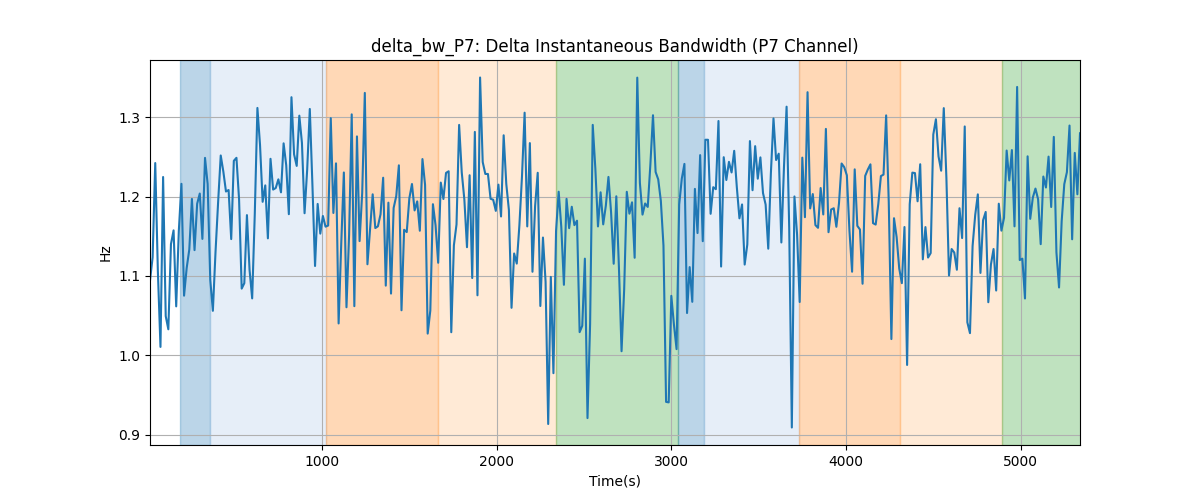 delta_bw_P7: Delta Instantaneous Bandwidth (P7 Channel)
1.3
1.2
1.1
1.0
0.9
Hz
1000 2000 3000 4000 5000
Time(s)